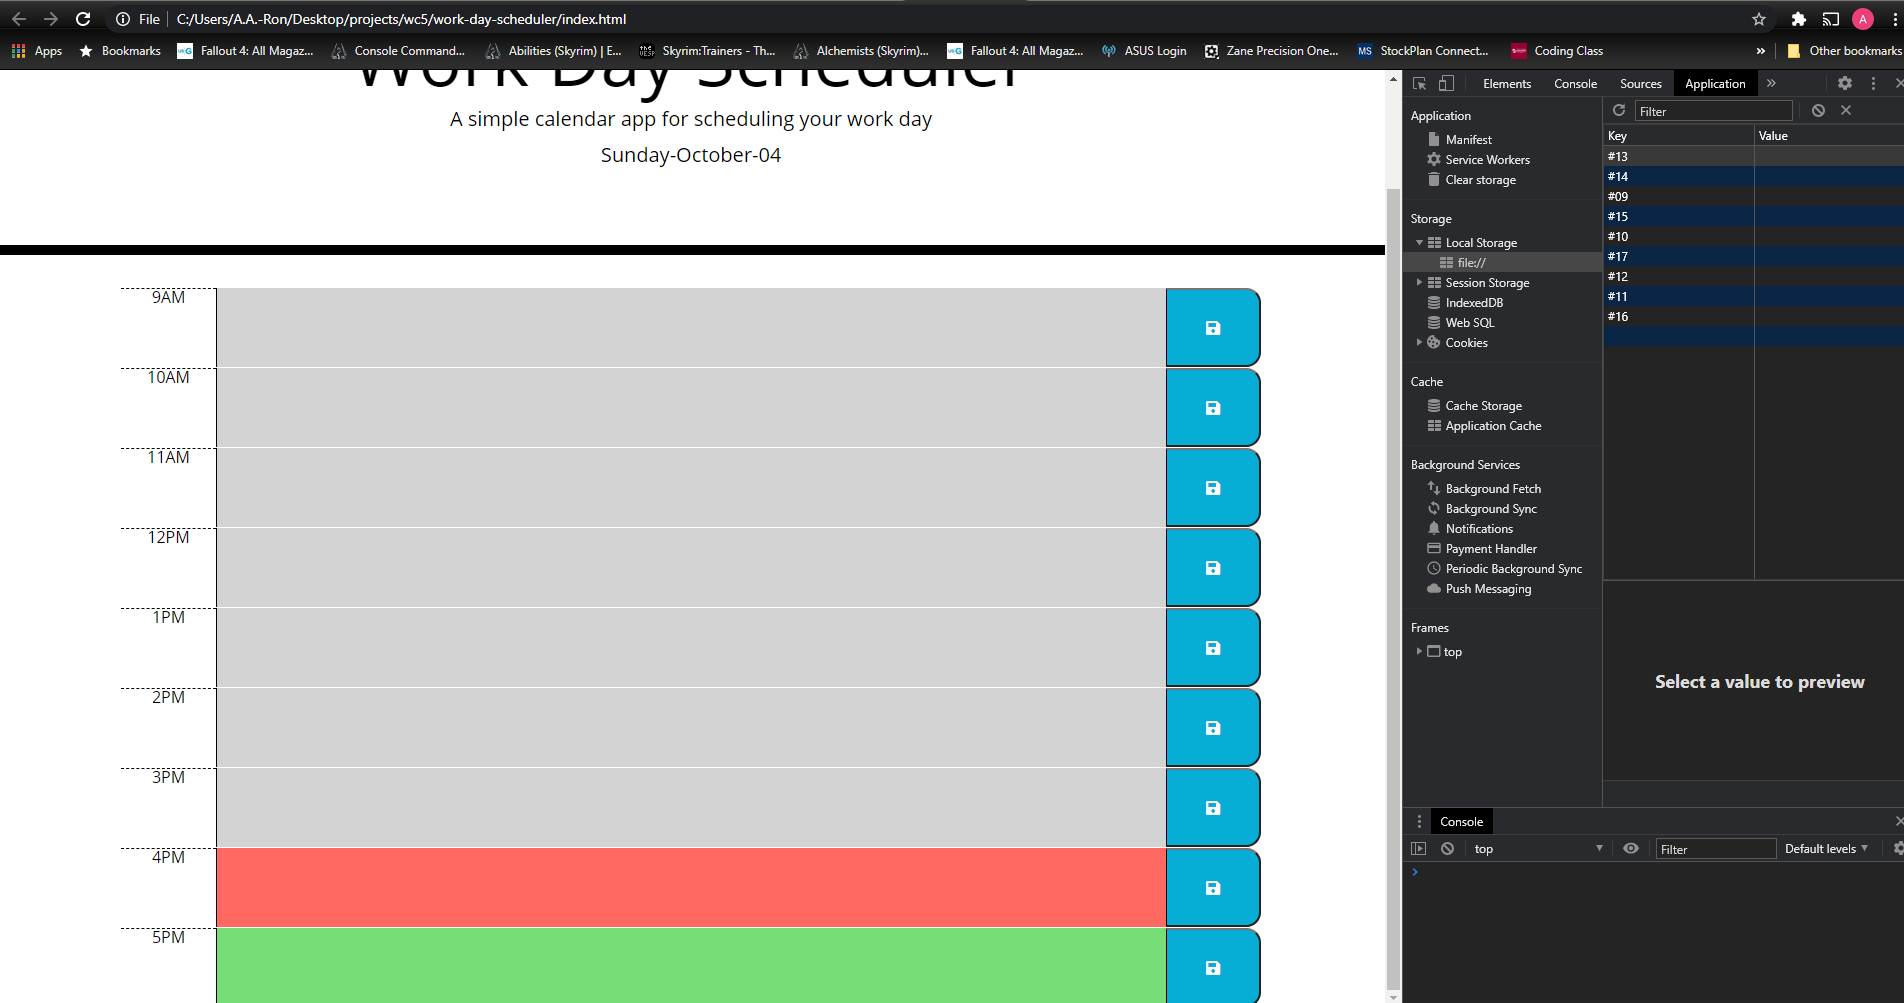 File
C:/Users/A.A.-Ron/Desktop/projects/wc5/work-day-scheduler/index.html
A
Apps
Bookmarks
Fallout 4: All Magaz...
Console Command...
Abilities (Skyrim) | E...
Skyrim:Trainers - Th...
Alchemists (Skyrim)...
Fallout 4: All Magaz...
ASUS Login
Zane Precision One...
MS StockPlan Connect...
Coding Class
»
Other bookmarks
Work Day Scheduler
A simple calendar app for scheduling your work day
Sunday-October-04
9AM
10AM
11AM
12PM
1PM
2PM
3PM
4PM
5PM
Elements
Console
Sources
Application
»
Application
Manifest
Service Workers
Clear storage
Storage
Local Storage
file://
Session Storage
IndexedDB
Web SQL
Cookies
Cache
Cache Storage
Application Cache
Background Services
Background Fetch
Background Sync
Notifications
Payment Handler
Periodic Background Sync
Push Messaging
Frames
top
Filter
Key
Value
#13
#14
#09
#15
#10
#17
#12
#11
#16
Select a value to preview
Console
top
Filter
Default levels